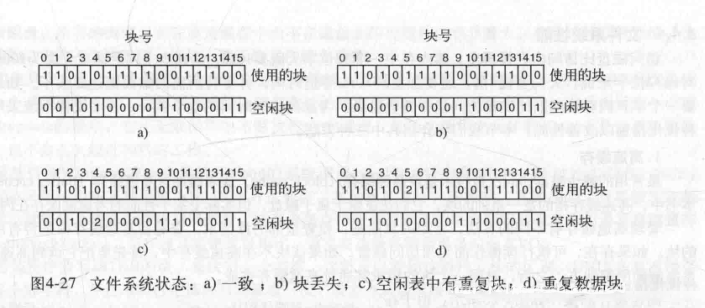 块号 块号
0 1 2 3 4 5 6 7 8 9 10 11 12 13 14 15 0 1 2 3 4 5 6 7 8 9 10 11 12 13 14 15
1 1 0 1 0 1 1 1 1 0 0 1 1 1 0 0 使用的块 1 1 0 1 0 1 1 1 1 0 0 1 1 1 0 0 使用的块
0 0 1 0 1 0 0 0 0 1 1 0 0 0 1 1 空闲块 0 0 0 0 1 0 0 0 0 1 1 0 0 0 1 1 空闲块
a) b)
0 1 2 3 4 5 6 7 8 9 10 11 12 13 14 15 0 1 2 3 4 5 6 7 8 9 10 11 12 13 14 15
1 1 0 1 0 1 1 1 1 0 0 1 1 1 0 0 使用的块 1 1 0 1 0 2 1 1 1 0 0 1 1 1 0 0 使用的块
0 0 1 0 2 0 0 0 0 1 1 0 0 0 1 1 空闲块 0 0 1 0 1 0 0 0 0 1 1 0 0 0 1 1 空闲块
c) d)
图4-27 文件系统状态：a) 一致；b) 块丢失；c) 空闲表中有重复块；d) 重复数据块